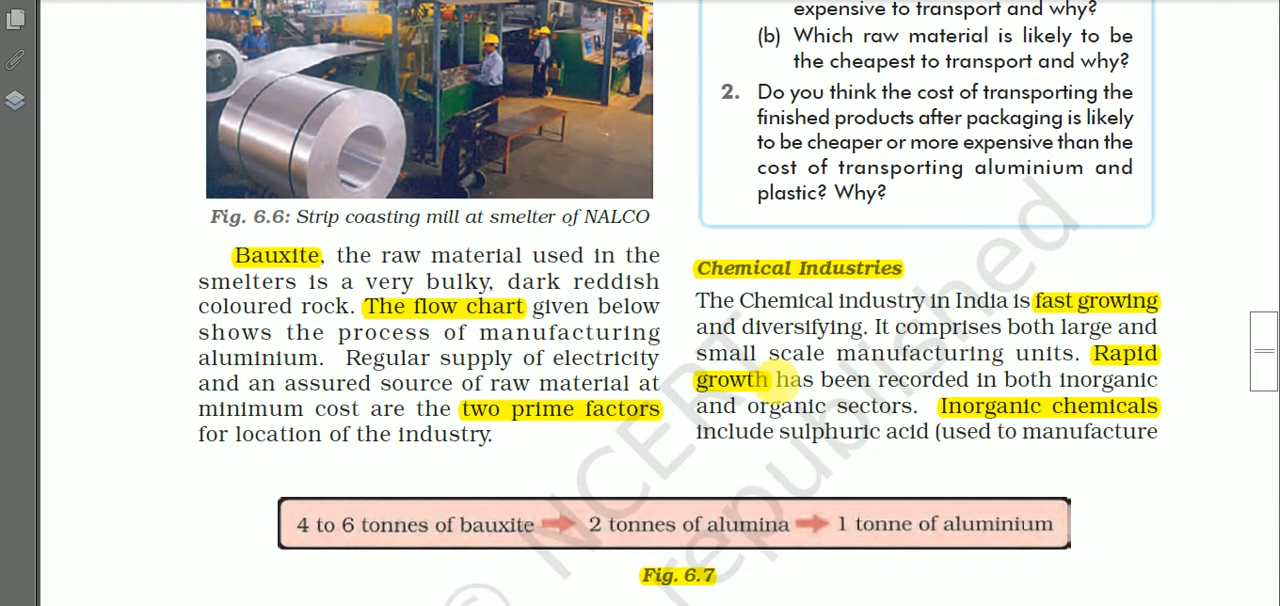 Fig. 6.6: Strip coasting mill at smelter of NALCO
Bauxite, the raw material used in the
smelters is a very bulky, dark reddish
coloured rock. The flow chart given below
shows the process of manufacturing
aluminium. Regular supply of electricity
and an assured source of raw material at
minimum cost are the two prime factors
for location of the industry.
expensive to transport and why?
(b) Which raw material is likely to be
the cheapest to transport and why?
2. Do you think the cost of transporting the
finished products after packaging is likely
to be cheaper or more expensive than the
cost of transporting aluminium and
plastic? Why?
Chemical Industries
The Chemical industry in India is fast growing
and diversifying. It comprises both large and
small scale manufacturing units. Rapid
growth has been recorded in both inorganic
and organic sectors. Inorganic chemicals
include sulphuric acid (used to manufacture
4 to 6 tonnes of bauxite 2 tonnes of alumina 1 tonne of aluminium
Fig. 6.7
© NCERT
republished